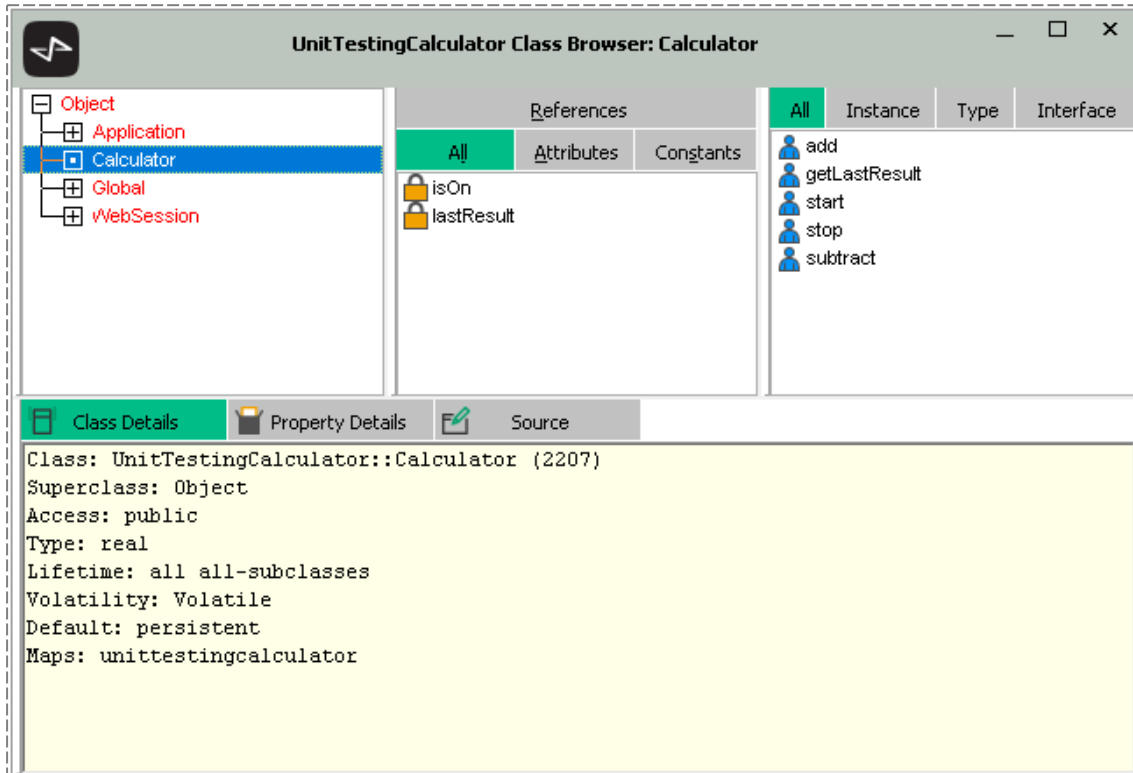 UnitTestingCalculator Class Browser: Calculator
Object
Application
Calculator
Global
WebSession
References
All Attributes Constants
isOn
lastResult
All Instance Type Interface
add
getLastResult
start
stop
subtract
Class Details Property Details Source
Class: UnitTestingCalculator::Calculator (2207)
Superclass: Object
Access: public
Type: real
Lifetime: all all-subclasses
Volatility: Volatile
Default: persistent
Maps: unittestingcalculator